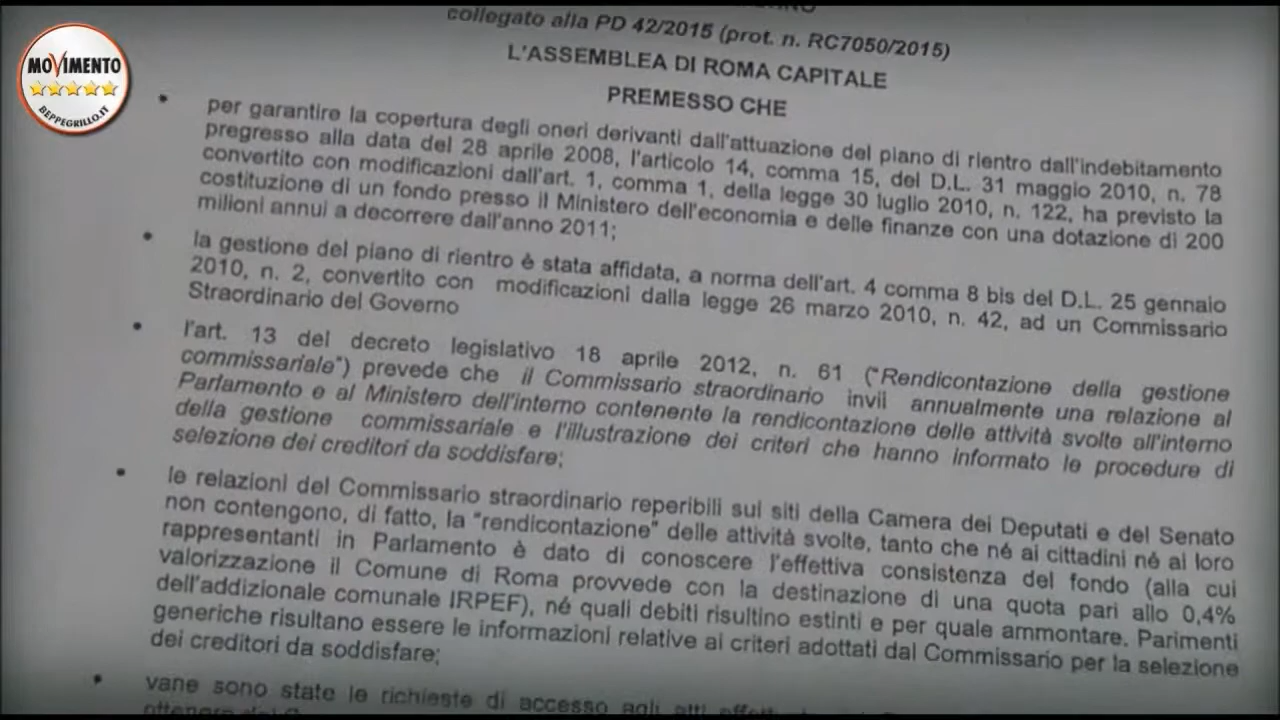 MOVIMENTO
BEPPEGRILLO.IT
collegato alla PD 42/2015 (prot. n. RC7050/2015)
L'ASSEMBLEA DI ROMA CAPITALE
PREMESSO CHE
• per garantire la copertura degli oneri derivanti dall'attuazione del piano di rientro dall'indebitamento
pregresso alla data del 28 aprile 2008, l'articolo 14, comma 15, del D.L. 31 maggio 2010, n. 78
convertito con modificazioni dall'art. 1, comma 1, della legge 30 luglio 2010, n. 122, ha previsto la
costituzione di un fondo presso il Ministero dell'economia e delle finanze con una dotazione di 200
milioni annui a decorrere dall'anno 2011;
• la gestione del piano di rientro è stata affidata, a norma dell'art. 4 comma 8 bis del D.L. 25 gennaio
2010, n. 2, convertito con modificazioni dalla legge 26 marzo 2010, n. 42, ad un Commissario
Straordinario del Governo
• l'art. 13 del decreto legislativo 18 aprile 2012, n. 61 ("Rendicontazione della gestione
commissariale") prevede che il Commissario straordinario invii annualmente una relazione al
Parlamento e al Ministero dell'interno contenente la rendicontazione delle attività svolte all'interno
della gestione commissariale e l'illustrazione dei criteri che hanno informato le procedure di
selezione dei creditori da soddisfare;
• le relazioni del Commissario straordinario reperibili sui siti della Camera dei Deputati e del Senato
non contengono, di fatto, la "rendicontazione" delle attività svolte, tanto che né ai cittadini né ai loro
rappresentanti in Parlamento è dato di conoscere l'effettiva consistenza del fondo (alla cui
valorizzazione il Comune di Roma provvede con la destinazione di una quota pari allo 0,4%
dell'addizionale comunale IRPEF), né quali debiti risultino estinti e per quale ammontare. Parimenti
generiche risultano essere le informazioni relative ai criteri adottati dal Commissario per la selezione
dei creditori da soddisfare;
• vane sono state le richieste di accesso agli atti